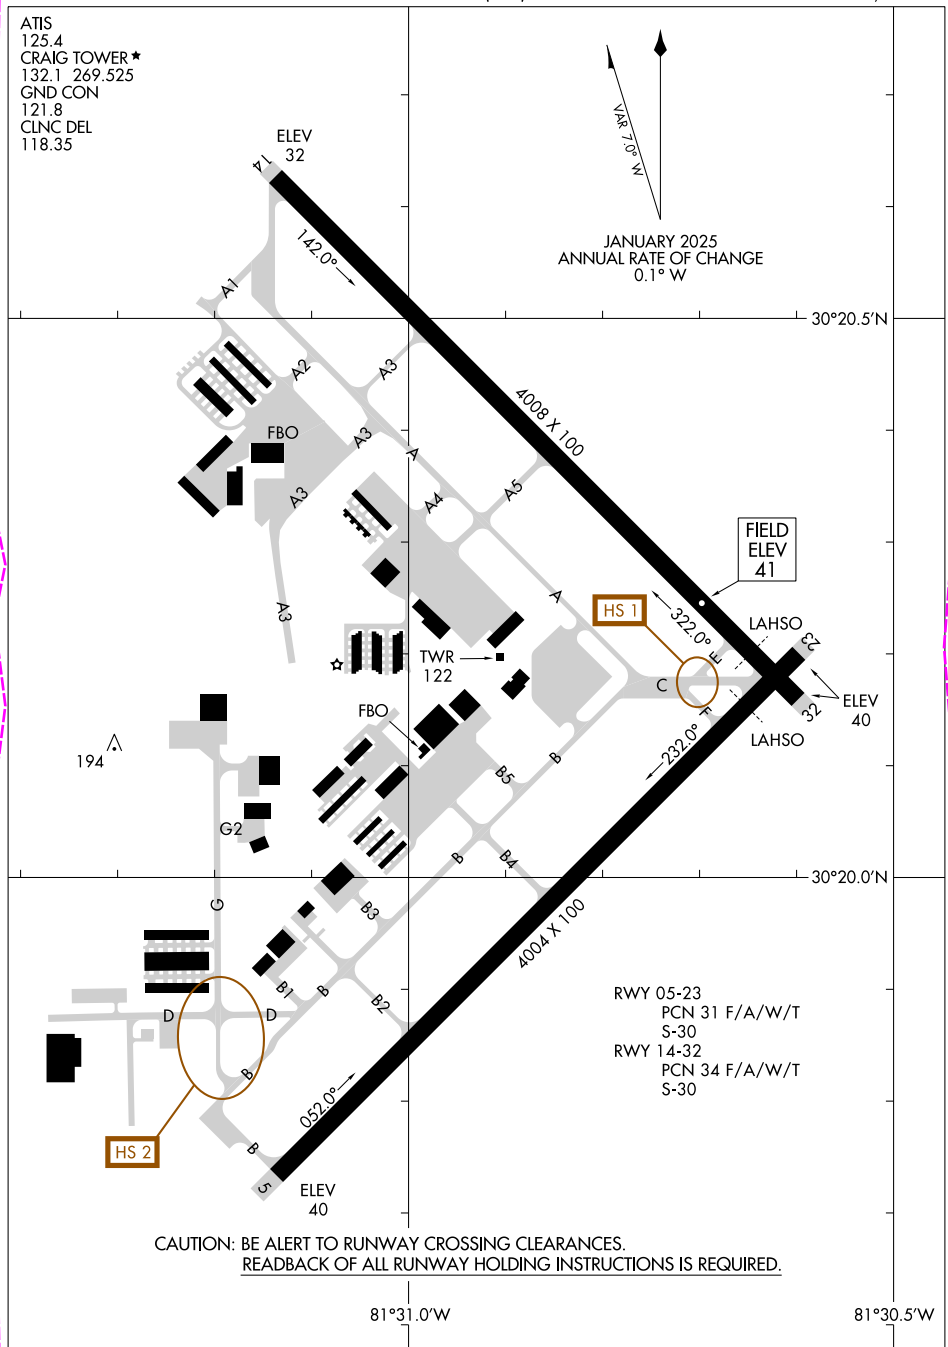 ATIS
125.4
CRAIG TOWER★
132.1 269.525
GND CON
121.8
CLNC DEL
118.35
ELEV
32
14
142.0°
VAR 7.0° W
JANUARY 2025
ANNUAL RATE OF CHANGE
0.1° W
30°20.5'N
A1
A2
A3
4008 X 100
FBO
A3
A
A3
A4
A5
FIELD
ELEV
41
A3
A
HS 1
322.0°
LAHSO
23
E
TWR
122
C
ELEV
40
F
32
LAHSO
FBO
232.0°
194
B
B5
G2
B
B4
30°20.0'N
G
B3
4004 X 100
B1
B
B2
D
D
RWY 05-23
PCN 31 F/A/W/T
S-30
RWY 14-32
PCN 34 F/A/W/T
S-30
B
052.0°
HS 2
B
5
ELEV
40
CAUTION: BE ALERT TO RUNWAY CROSSING CLEARANCES.
READBACK OF ALL RUNWAY HOLDING INSTRUCTIONS IS REQUIRED.
81°31.0'W
81°30.5'W